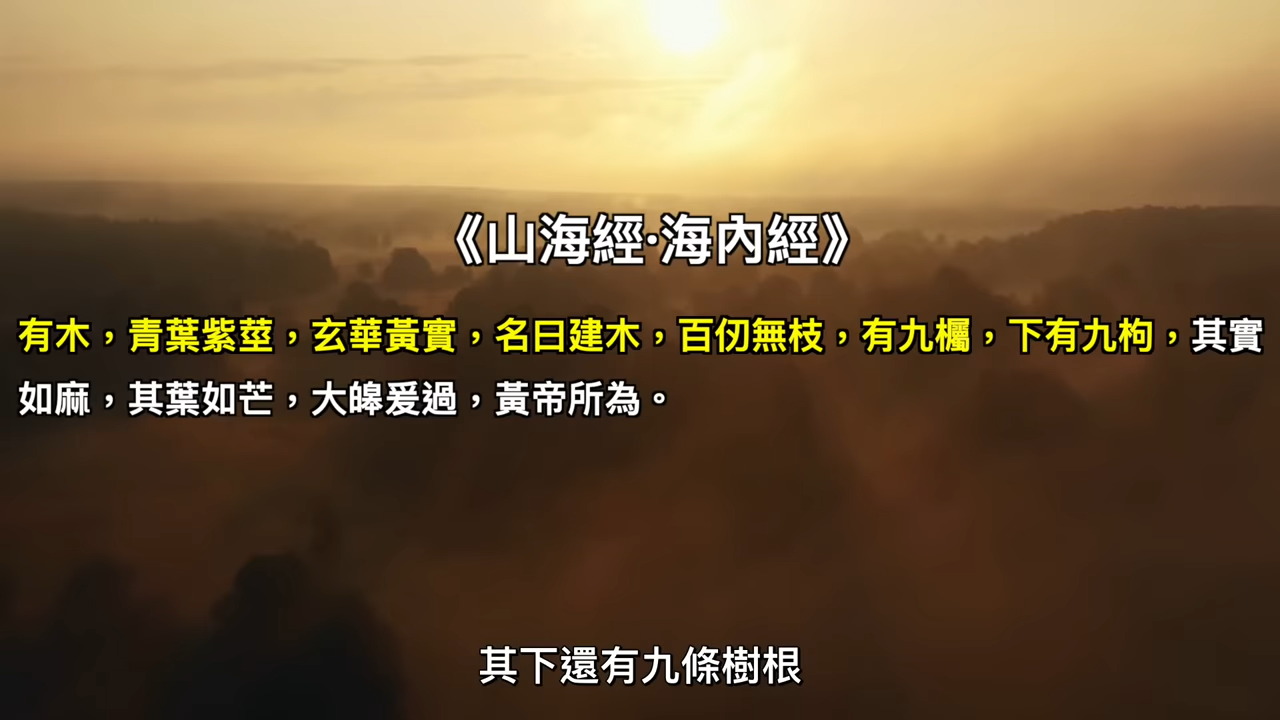 《山海經·海內經》
有木，青葉紫莖，玄華黃實，名曰建木，百仞無枝，有九欘，下有九枸，其實
如麻，其葉如芒，大皞爰過，黃帝所為。
其下還有九條樹根